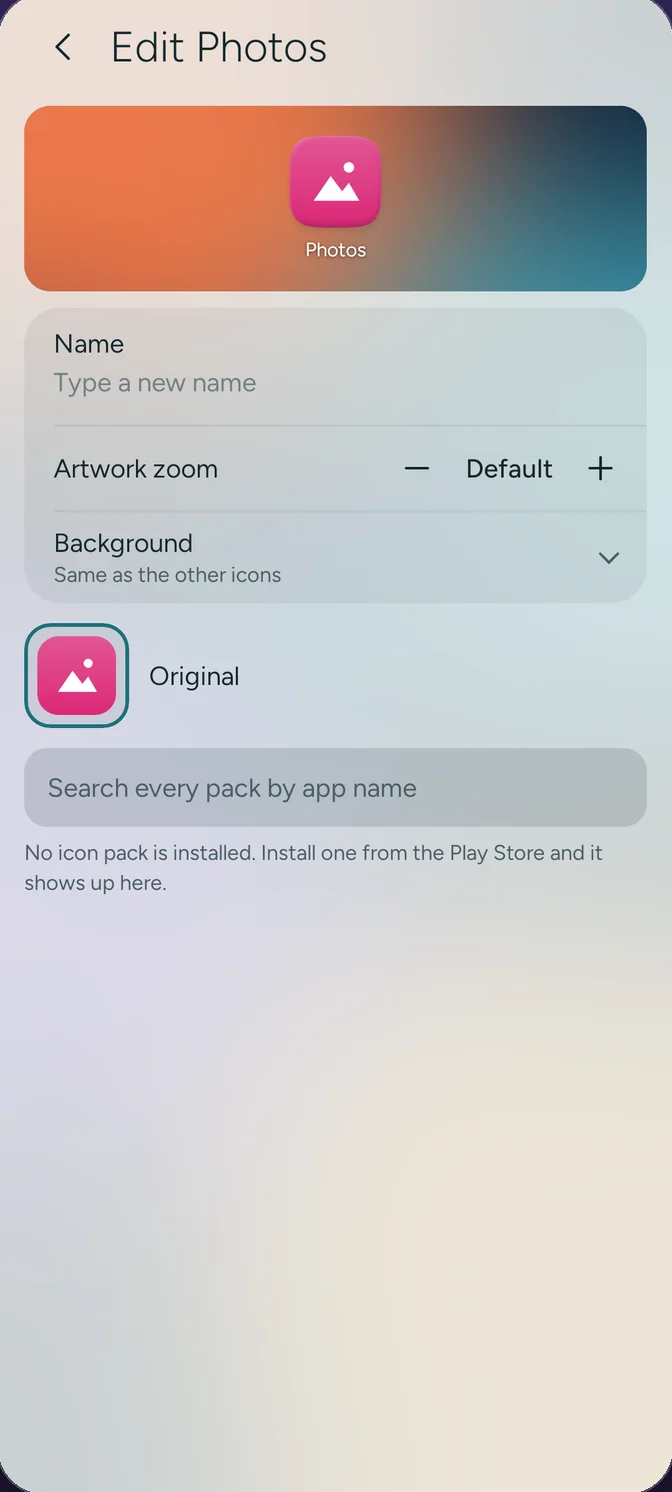 Edit Photos
Photos
Name
Type a new name
Artwork zoom
Default
Background
Same as the other icons
Original
Search every pack by app name
No icon pack is installed. Install one from the Play Store and it
shows up here.